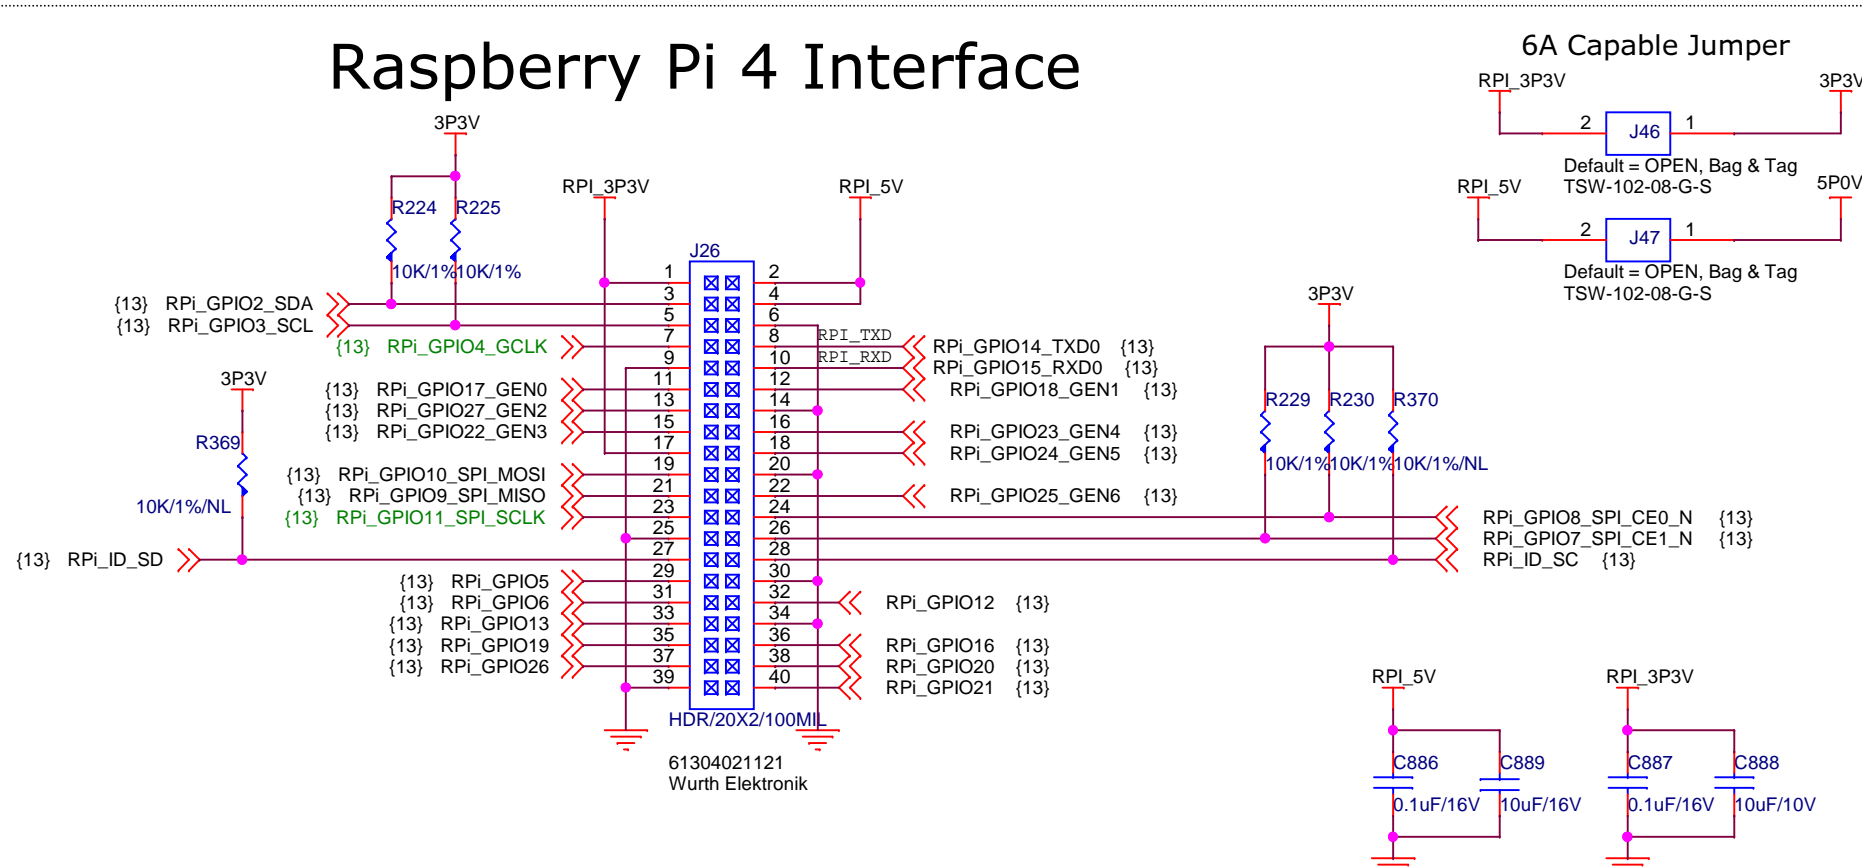 Raspberry Pi 4 Interface
6A Capable Jumper
RPI_3P3V 3P3V
2 J46 1
Default = OPEN, Bag & Tag
TSW-102-08-G-S
RPI_5V 5P0V
2 J47 1
Default = OPEN, Bag & Tag
TSW-102-08-G-S
3P3V
R224 R225
10K/1% 10K/1%
RPI_3P3V RPI_5V
J26
1 2
{13} RPi_GPIO2_SDA 3 4
{13} RPi_GPIO3_SCL 5 6
{13} RPi_GPIO4_GCLK 7 8 RPI_TXD RPi_GPIO14_TXD0 {13}
9 10 RPI_RXD RPi_GPIO15_RXD0 {13}
{13} RPi_GPIO17_GEN0 11 12 RPi_GPIO18_GEN1 {13}
{13} RPi_GPIO27_GEN2 13 14
{13} RPi_GPIO22_GEN3 15 16 RPi_GPIO23_GEN4 {13}
17 18 RPi_GPIO24_GEN5 {13}
{13} RPi_GPIO10_SPI_MOSI 19 20
{13} RPi_GPIO9_SPI_MISO 21 22 RPi_GPIO25_GEN6 {13}
{13} RPi_GPIO11_SPI_SCLK 23 24 RPi_GPIO8_SPI_CE0_N {13}
25 26 RPi_GPIO7_SPI_CE1_N {13}
{13} RPi_ID_SD 27 28 RPi_ID_SC {13}
{13} RPi_GPIO5 29 30
{13} RPi_GPIO6 31 32 RPi_GPIO12 {13}
{13} RPi_GPIO13 33 34
{13} RPi_GPIO19 35 36 RPi_GPIO16 {13}
{13} RPi_GPIO26 37 38 RPi_GPIO20 {13}
39 40 RPi_GPIO21 {13}
HDR/20X2/100MIL
61304021121
Wurth Elektronik
3P3V
R369
10K/1%/NL
3P3V
R229 R230 R370
10K/1% 10K/1% 10K/1%/NL
RPI_5V RPI_3P3V
C886 C889 C887 C888
0.1uF/16V 10uF/16V 0.1uF/16V 10uF/10V